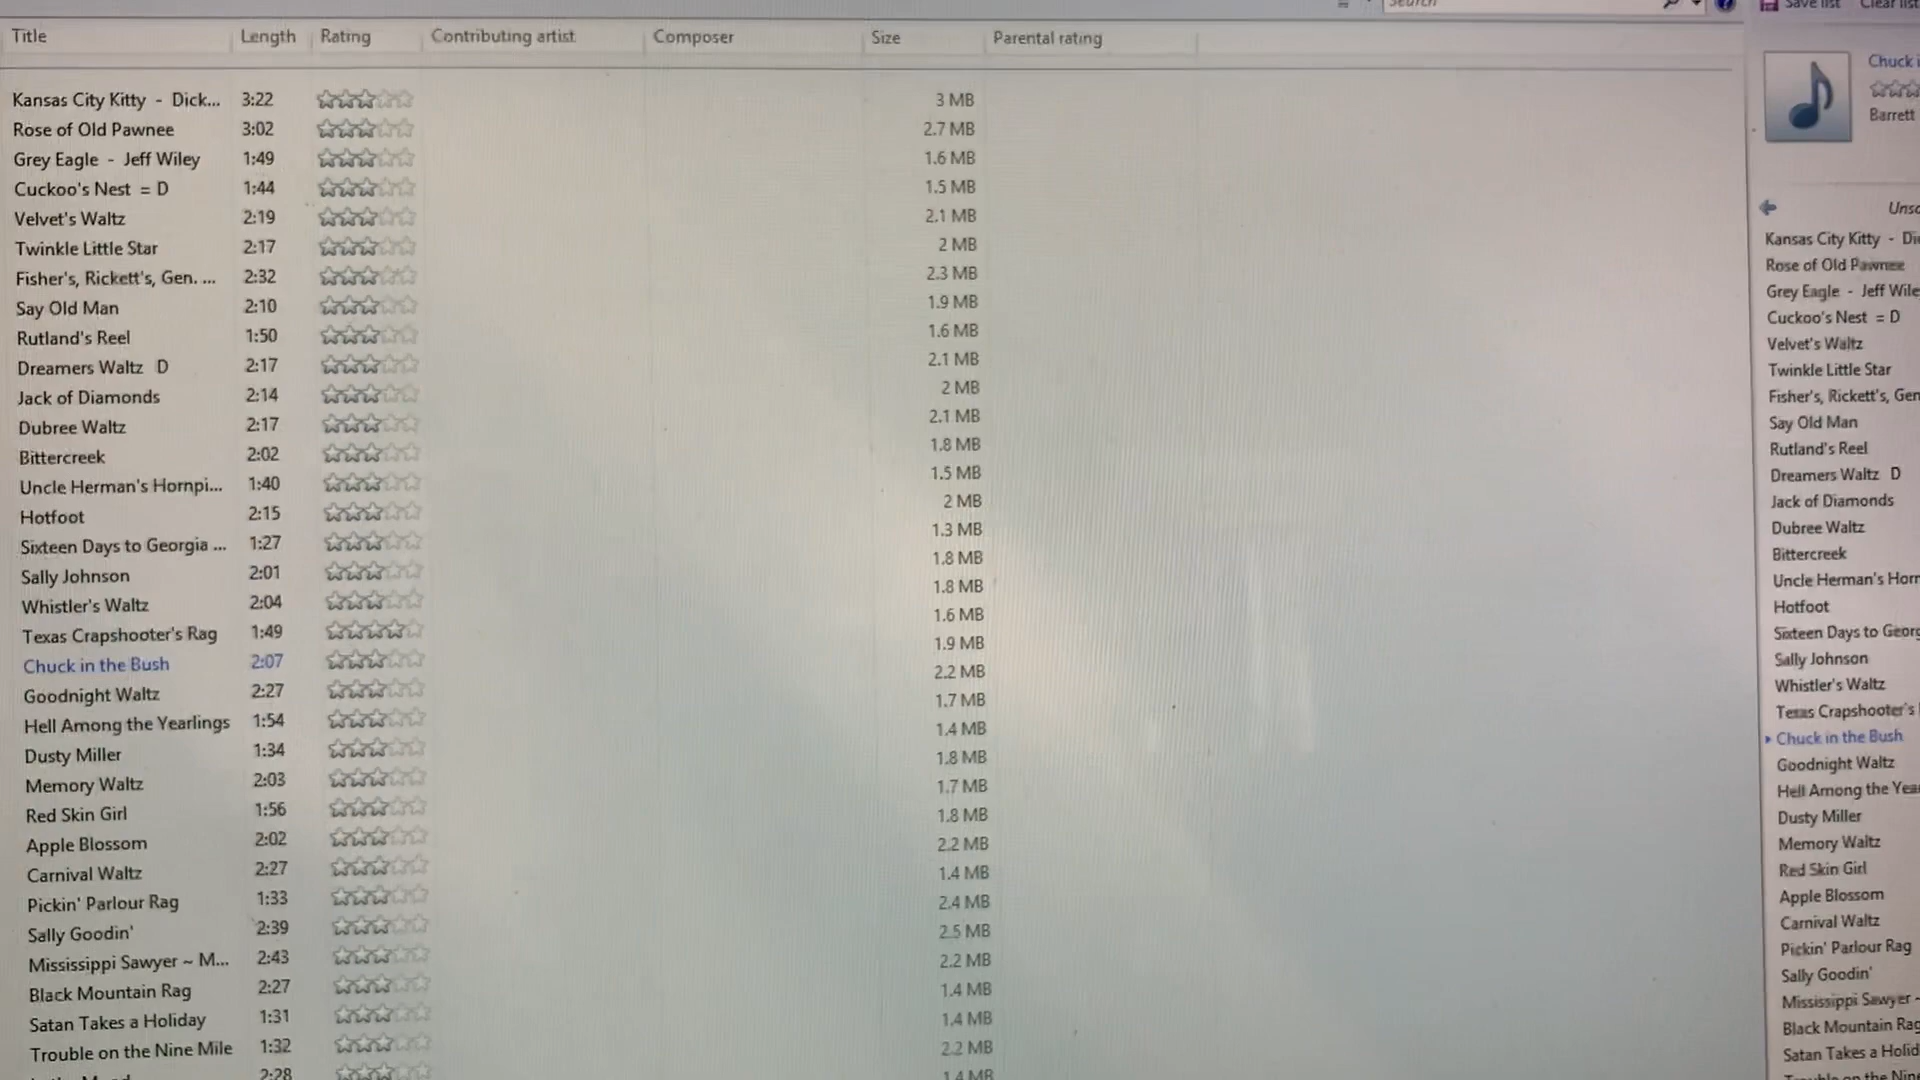 Search
Save list Clear list
Title Length Rating Contributing artist Composer Size Parental rating
Kansas City Kitty - Dick... 3:22 3 MB
Rose of Old Pawnee 3:02 2.7 MB
Grey Eagle - Jeff Wiley 1:49 1.6 MB
Cuckoo's Nest = D 1:44 1.5 MB
Velvet's Waltz 2:19 2.1 MB
Twinkle Little Star 2:17 2 MB
Fisher's, Rickett's, Gen. ... 2:32 2.3 MB
Say Old Man 2:10 1.9 MB
Rutland's Reel 1:50 1.6 MB
Dreamers Waltz D 2:17 2.1 MB
Jack of Diamonds 2:14 2 MB
Dubree Waltz 2:17 2.1 MB
Bittercreek 2:02 1.8 MB
Uncle Herman's Hornpi... 1:40 1.5 MB
Hotfoot 2:15 2 MB
Sixteen Days to Georgia ... 1:27 1.3 MB
Sally Johnson 2:01 1.8 MB
Whistler's Waltz 2:04 1.8 MB
Texas Crapshooter's Rag 1:49 1.6 MB
Chuck in the Bush 2:07 1.9 MB
Goodnight Waltz 2:27 2.2 MB
Hell Among the Yearlings 1:54 1.7 MB
Dusty Miller 1:34 1.4 MB
Memory Waltz 2:03 1.8 MB
Red Skin Girl 1:56 1.7 MB
Apple Blossom 2:02 1.8 MB
Carnival Waltz 2:27 2.2 MB
Pickin' Parlour Rag 1:33 1.4 MB
Sally Goodin' 2:39 2.4 MB
Mississippi Sawyer ~ M... 2:43 2.5 MB
Black Mountain Rag 2:27 2.2 MB
Satan Takes a Holiday 1:31 1.4 MB
Trouble on the Nine Mile 1:32 1.4 MB
2:28 2.2 MB
1.4 MB
Chuck i
Barrett
Unsa
Kansas City Kitty - Di
Rose of Old Pawnee
Grey Eagle - Jeff Wile
Cuckoo's Nest = D
Velvet's Waltz
Twinkle Little Star
Fisher's, Rickett's, Gen
Say Old Man
Rutland's Reel
Dreamers Waltz D
Jack of Diamonds
Dubree Waltz
Bittercreek
Uncle Herman's Horn
Hotfoot
Sixteen Days to Georg
Sally Johnson
Whistler's Waltz
Texas Crapshooter's
Chuck in the Bush
Goodnight Waltz
Hell Among the Yea
Dusty Miller
Memory Waltz
Red Skin Girl
Apple Blossom
Carnival Waltz
Pickin' Parlour Rag
Sally Goodin'
Mississippi Sawyer ~
Black Mountain Rag
Satan Takes a Holid